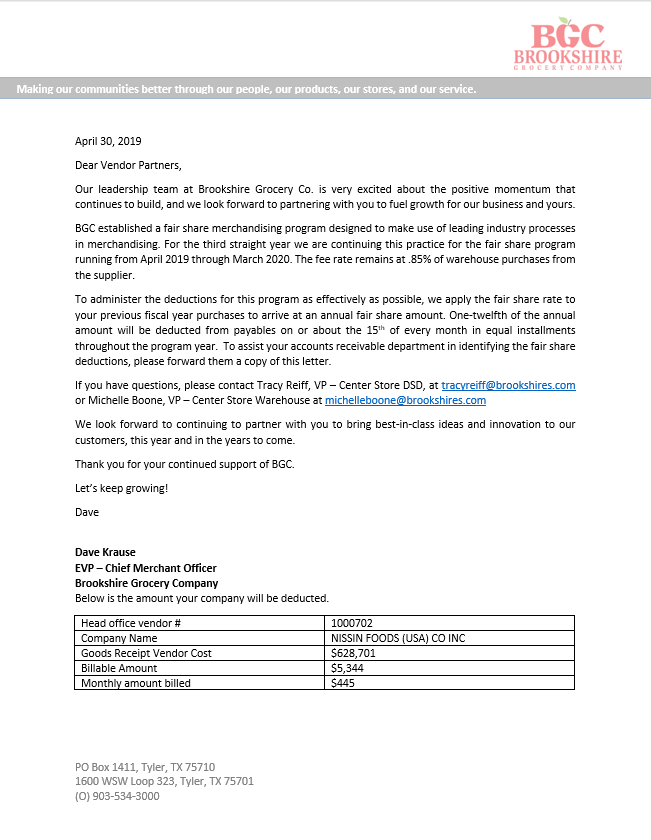 BGC
BROOKSHIRE
GROCERY COMPANY
Making our communities better through our people, our products, our stores, and our service.
April 30, 2019
Dear Vendor Partners,
Our leadership team at Brookshire Grocery Co. is very excited about the positive momentum that
continues to build, and we look forward to partnering with you to fuel growth for our business and yours.
BGC established a fair share merchandising program designed to make use of leading industry processes
in merchandising. For the third straight year we are continuing this practice for the fair share program
running from April 2019 through March 2020. The fee rate remains at .85% of warehouse purchases from
the supplier.
To administer the deductions for this program as effectively as possible, we apply the fair share rate to
your previous fiscal year purchases to arrive at an annual fair share amount. One-twelfth of the annual
amount will be deducted from payables on or about the 15th of every month in equal installments
throughout the program year. To assist your accounts receivable department in identifying the fair share
deductions, please forward them a copy of this letter.
If you have questions, please contact Tracy Reiff, VP – Center Store DSD, at tracyreiff@brookshires.com
or Michelle Boone, VP – Center Store Warehouse at michelleboone@brookshires.com
We look forward to continuing to partner with you to bring best-in-class ideas and innovation to our
customers, this year and in the years to come.
Thank you for your continued support of BGC.
Let's keep growing!
Dave
Dave Krause
EVP – Chief Merchant Officer
Brookshire Grocery Company
Below is the amount your company will be deducted.
Head office vendor # 1000702
Company Name NISSIN FOODS (USA) CO INC
Goods Receipt Vendor Cost $628,701
Billable Amount $5,344
Monthly amount billed $445
PO Box 1411, Tyler, TX 75710
1600 WSW Loop 323, Tyler, TX 75701
(O) 903-534-3000